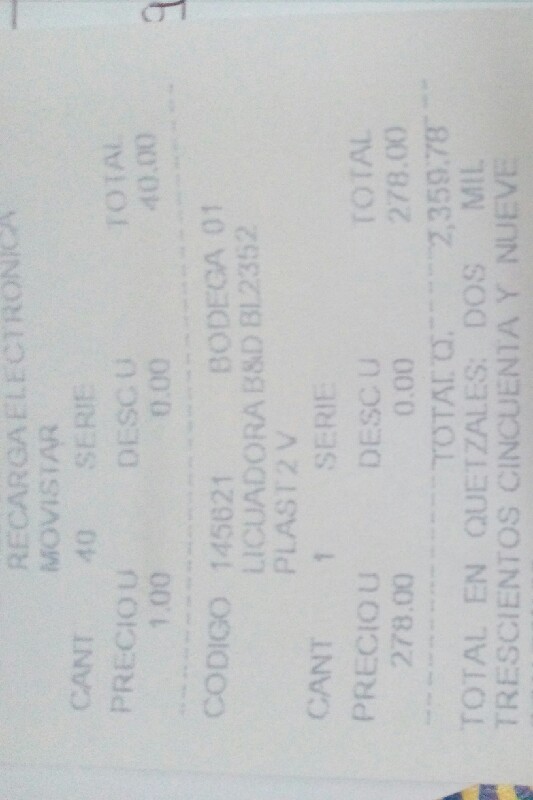 RECARGA ELECTRONICA
MOVISTAR
CANT 40 SERIE
PRECIO U DESC U TOTAL
1.00 0.00 40.00
CODIGO 145621 BODEGA 01
LICUADORA B&D BL2352
PLAST 2 V
CANT 1 SERIE
PRECIO U DESC U TOTAL
278.00 0.00 278.00
TOTAL Q. 2,359.78
TOTAL EN QUETZALES: DOS MIL
TRESCIENTOS CINCUENTA Y NUEVE